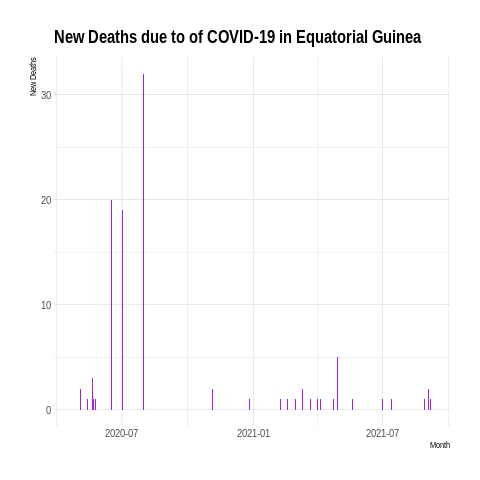 New Deaths due to of COVID-19 in Equatorial Guinea
New Deaths
30
20
10
0
2020-07
2021-01
2021-07
Month